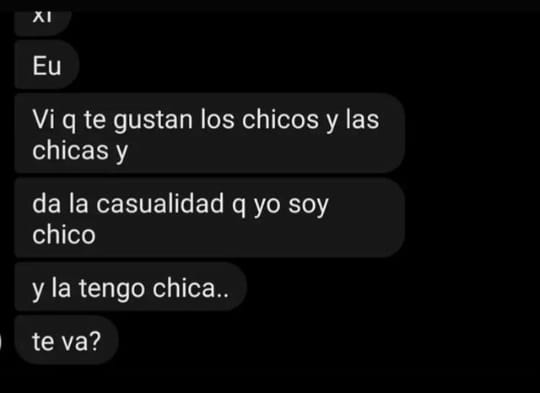 Eu
Vi q te gustan los chicos y las
chicas y
da la casualidad q yo soy
chico
y la tengo chica..
te va?